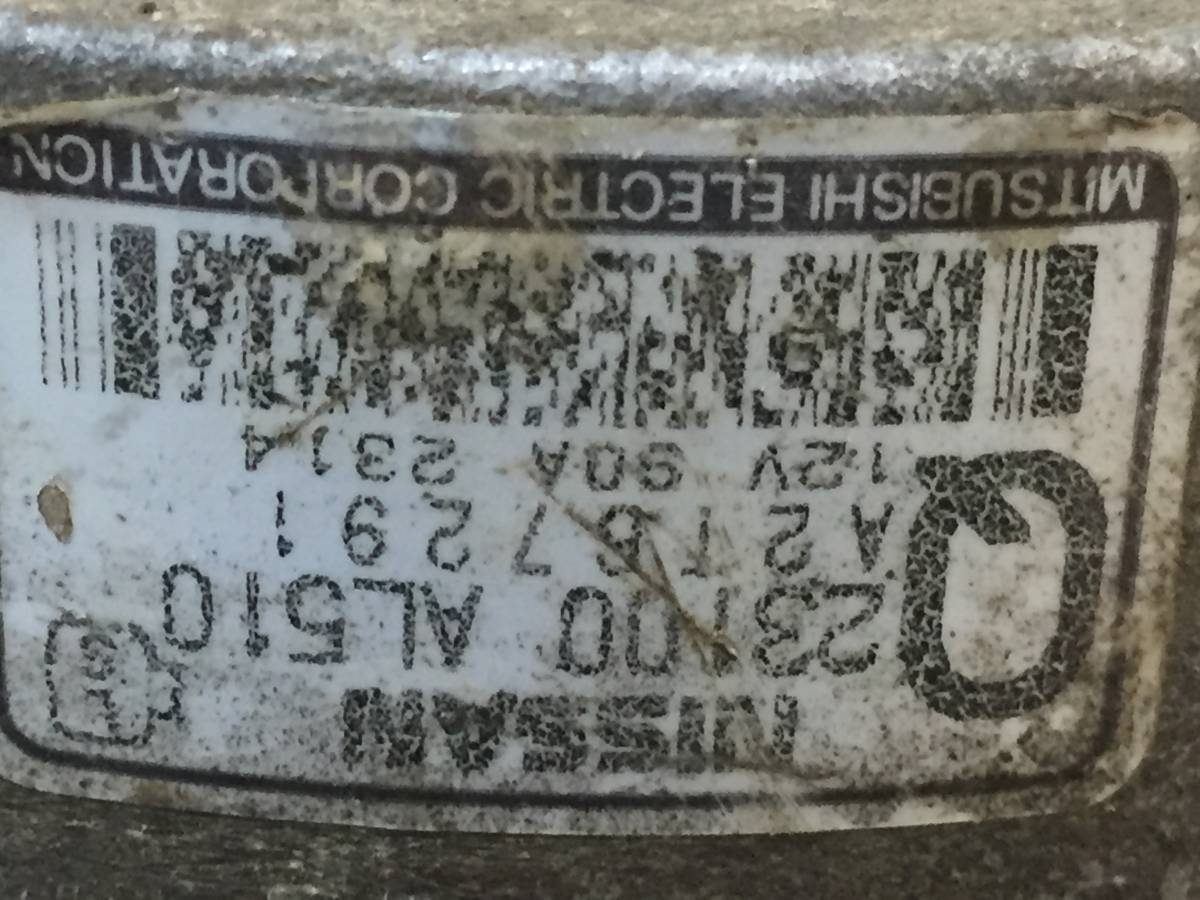 NISSAN
23100 AL510
A2TB7291
12V 90A 2314
MITSUBISHI ELECTRIC CORPORATION